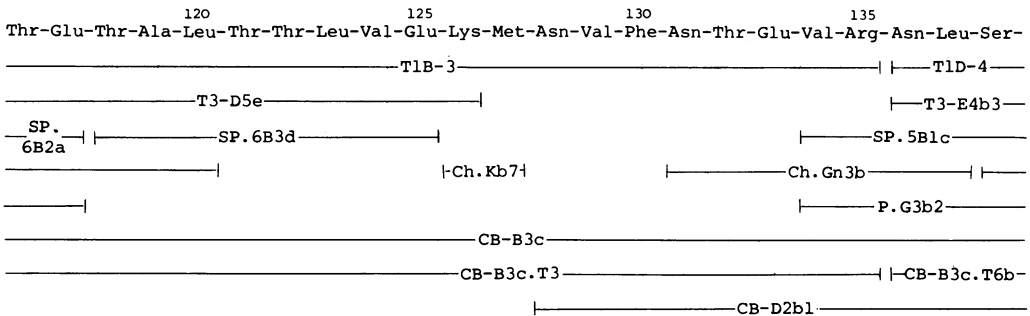 120 125 130 135
Thr-Glu-Thr-Ala-Leu-Thr-Thr-Leu-Val-Glu-Lys-Met-Asn-Val-Phe-Asn-Thr-Glu-Val-Arg-Asn-Leu-Ser-
T1B-3 T1D-4
T3-D5e T3-E4b3
SP.
6B2a SP.6B3d SP.5B1c
Ch.Kb7 Ch.Gn3b
P.G3b2
CB-B3c
CB-B3c.T3 CB-B3c.T6b
CB-D2b1